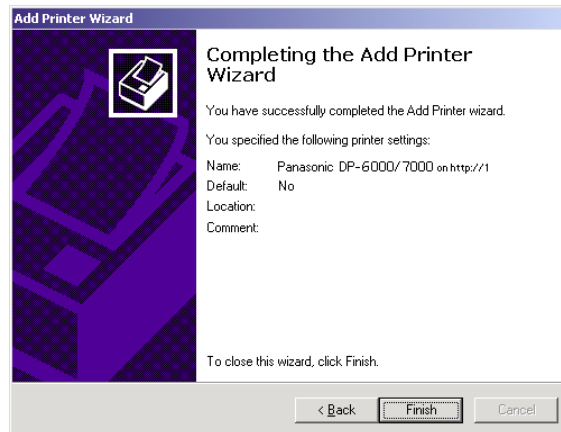 Add Printer Wizard
Completing the Add Printer
Wizard
You have successfully completed the Add Printer wizard.
You specified the following printer settings:
Name: Panasonic DP-6000/7000 on http://1
Default: No
Location:
Comment:
To close this wizard, click Finish.
< Back Finish Cancel